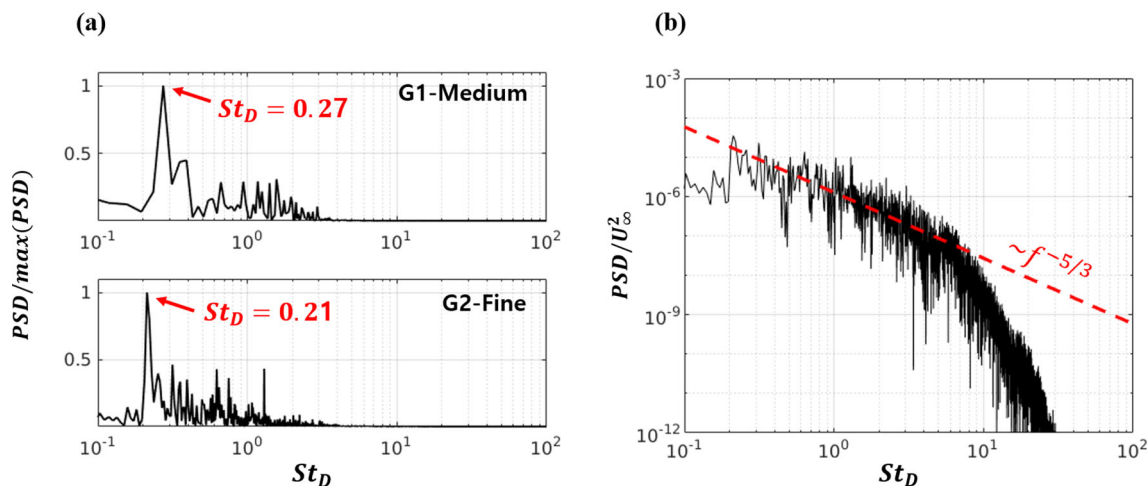 (a)
PSD/max(PSD)
1
0.5
G1-Medium
St_D = 0.27
10^-1
10^0
10^1
10^2
1
0.5
G2-Fine
St_D = 0.21
10^-1
10^0
10^1
10^2
St_D
(b)
PSD/U_∞^2
10^-3
10^-6
10^-9
10^-12
~f^-5/3
10^-1
10^0
10^1
10^2
St_D